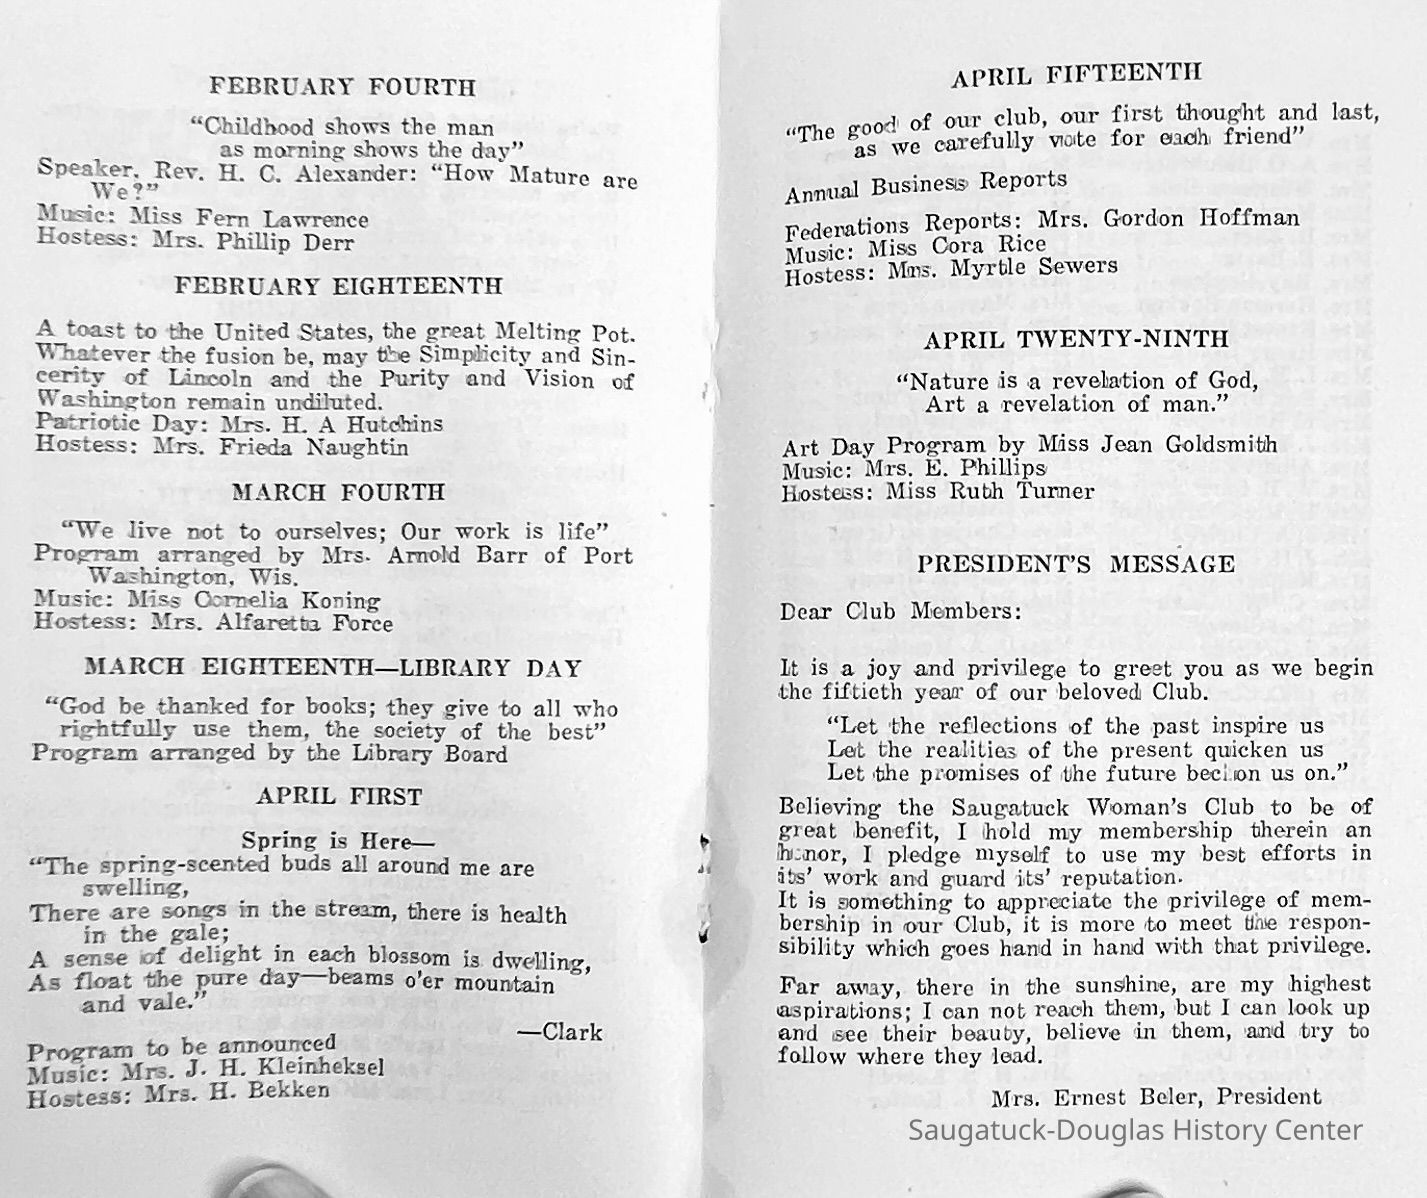 FEBRUARY FOURTH
“Childhood shows the man
as morning shows the day”
Speaker, Rev. H. C. Alexander: “How Mature are
We?”
Music: Miss Fern Lawrence
Hostess: Mrs. Phillip Derr
FEBRUARY EIGHTEENTH
A toast to the United States, the great Melting Pot.
Whatever the fusion be, may the Simplicity and Sin-
cerity of Lincoln and the Purity and Vision of
Washington remain undiluted.
Patriotic Day: Mrs. H. A Hutchins
Hostess: Mrs. Frieda Naughtin
MARCH FOURTH
“We live not to ourselves; Our work is life”
Program arranged by Mrs. Arnold Barr of Port
Washington, Wis.
Music: Miss Cornelia Koning
Hostess: Mrs. Alfaretta Force
MARCH EIGHTEENTH—LIBRARY DAY
“God be thanked for books; they give to all who
rightfully use them, the society of the best”
Program arranged by the Library Board
APRIL FIRST
Spring is Here—
“The spring-scented buds all around me are
swelling,
There are songs in the stream, there is health
in the gale;
A sense of delight in each blossom is dwelling,
As float the pure day—beams o'er mountain
and vale.”
—Clark
Program to be announced
Music: Mrs. J. H. Kleinheksel
Hostess: Mrs. H. Bekken
APRIL FIFTEENTH
“The good of our club, our first thought and last,
as we carefully vote for each friend”
Annual Business Reports
Federations Reports: Mrs. Gordon Hoffman
Music: Miss Cora Rice
Hostess: Mrs. Myrtle Sewers
APRIL TWENTY-NINTH
“Nature is a revelation of God,
Art a revelation of man.”
Art Day Program by Miss Jean Goldsmith
Music: Mrs. E. Phillips
Hostess: Miss Ruth Turner
PRESIDENT'S MESSAGE
Dear Club Members:
It is a joy and privilege to greet you as we begin
the fiftieth year of our beloved Club.
“Let the reflections of the past inspire us
Let the realities of the present quicken us
Let the promises of the future beckon us on.”
Believing the Saugatuck Woman's Club to be of
great benefit, I hold my membership therein an
honor, I pledge myself to use my best efforts in
its' work and guard its' reputation.
It is something to appreciate the privilege of mem-
bership in our Club, it is more to meet the respon-
sibility which goes hand in hand with that privilege.
Far away, there in the sunshine, are my highest
aspirations; I can not reach them, but I can look up
and see their beauty, believe in them, and try to
follow where they lead.
Mrs. Ernest Beler, President
Saugatuck-Douglas History Center